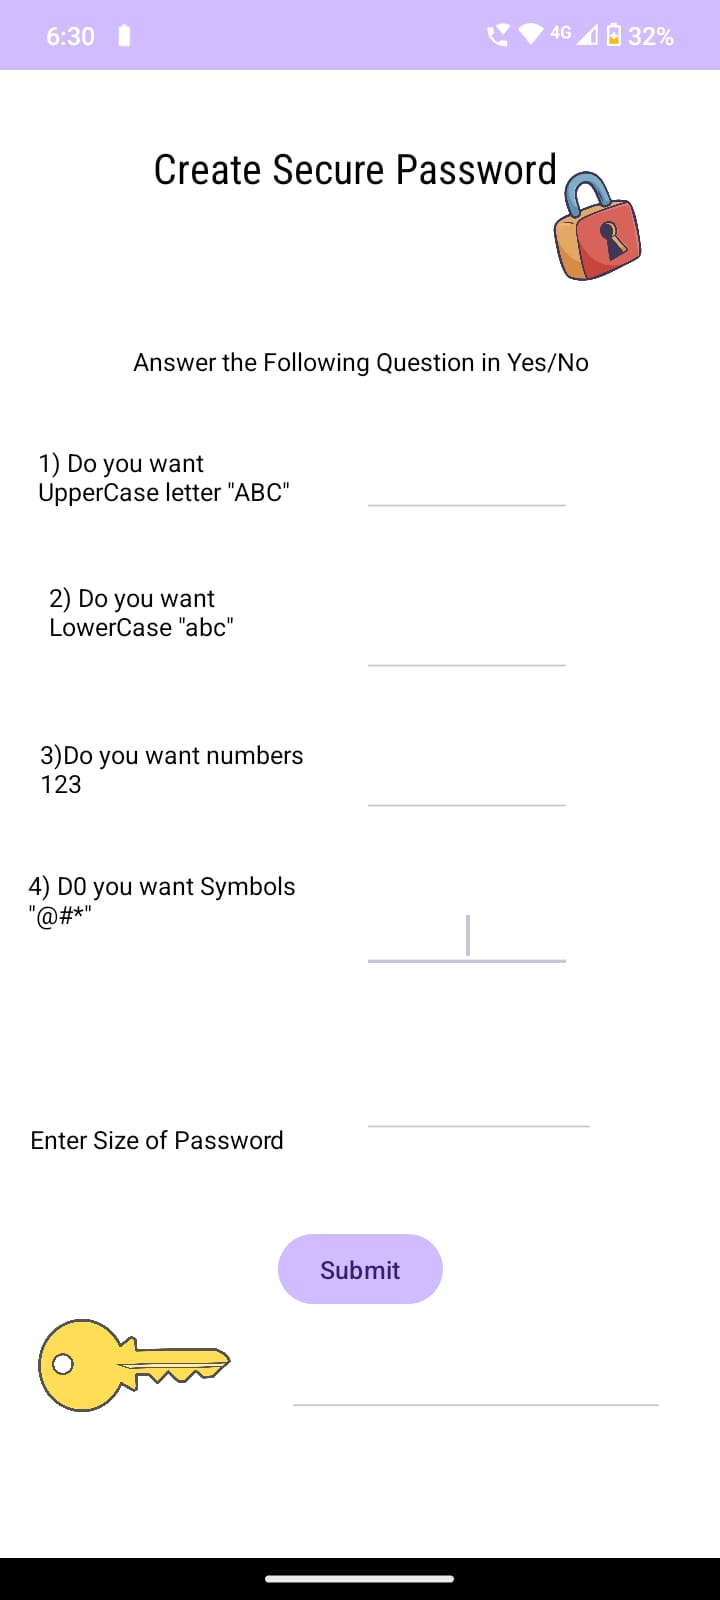 6:30 4G 32%
Create Secure Password
Answer the Following Question in Yes/No
1) Do you want
UpperCase letter "ABC"
2) Do you want
LowerCase "abc"
3)Do you want numbers
123
4) D0 you want Symbols
"@#*"
Enter Size of Password
Submit